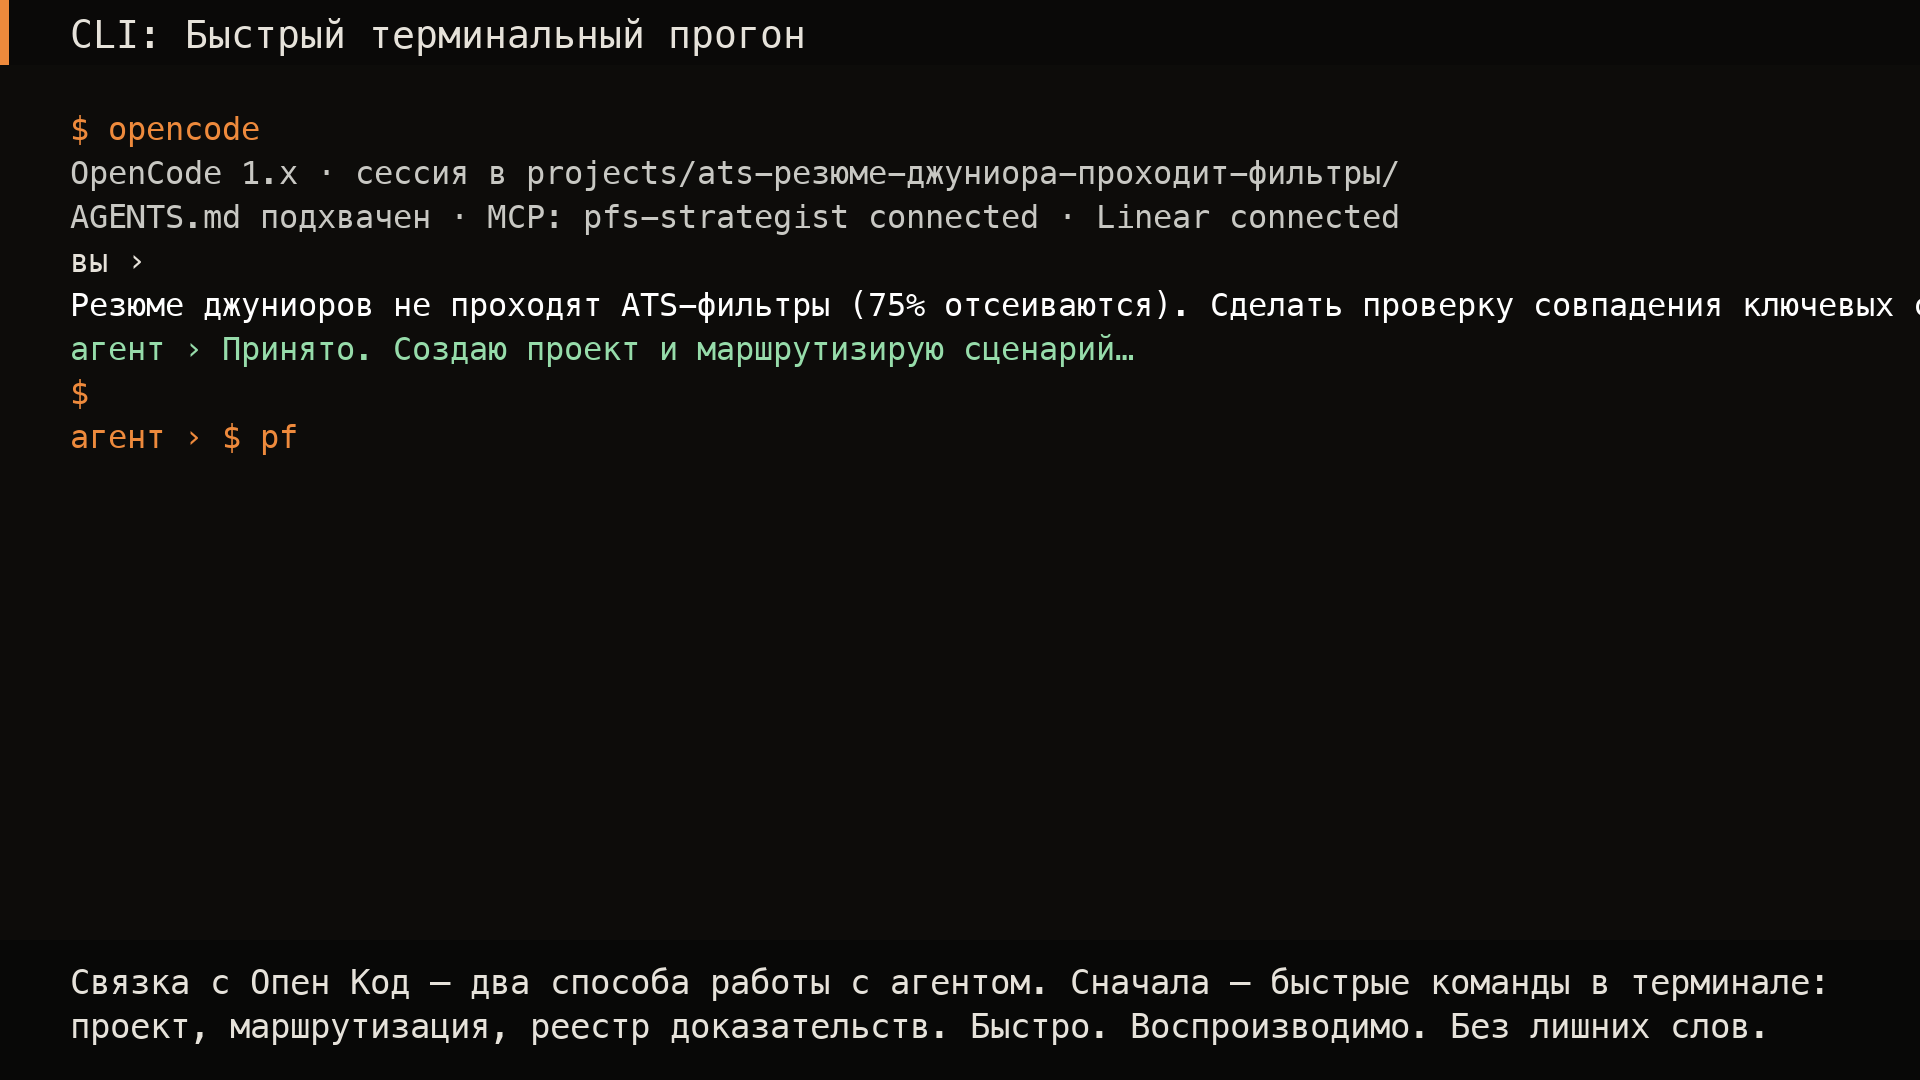 CLI: Быстрый терминальный прогон
$ opencode
OpenCode 1.x · сессия в projects/ats-резюме-джуниора-проходит-фильтры/
AGENTS.md подхвачен · MCP: pfs-strategist connected · Linear connected
вы ›
Резюме джуниоров не проходят ATS-фильтры (75% отсеиваются). Сделать проверку совпадения ключевых
агент › Принято. Создаю проект и маршрутизирую сценарий…
$
агент › $ pf
Связка с Опен Код — два способа работы с агентом. Сначала — быстрые команды в терминале:
проект, маршрутизация, реестр доказательств. Быстро. Воспроизводимо. Без лишних слов.